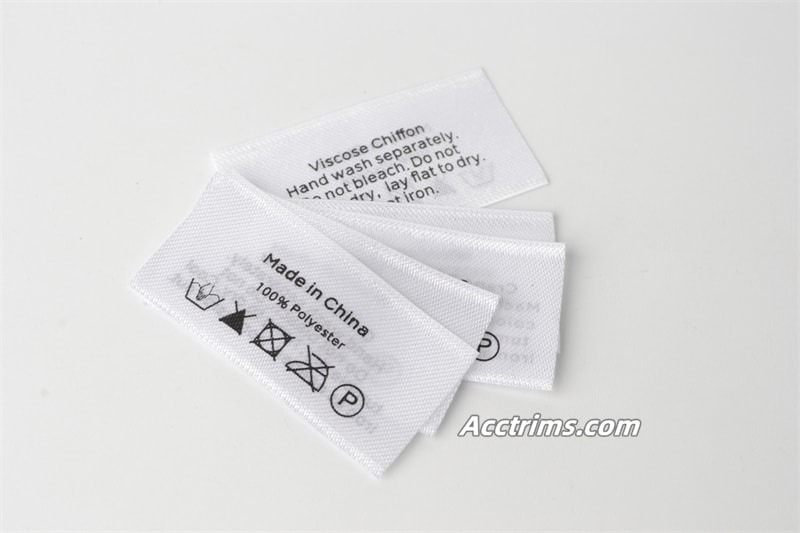 Viscose Chiffon
Hand wash separately.
not bleach. Do not
dry, lay flat to dry.
iron.
Made in China
100% Polyester
P
P
Acctrims.com